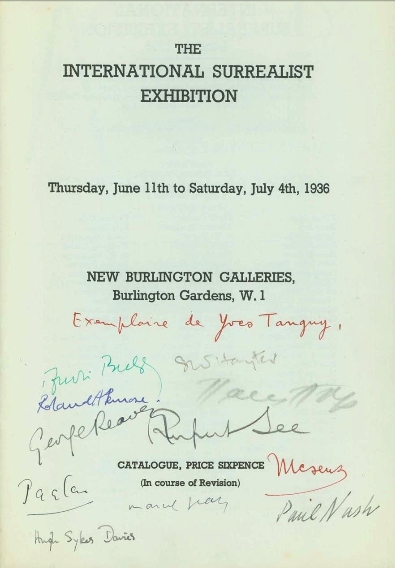 THE
INTERNATIONAL SURREALIST
EXHIBITION
Thursday, June 11th to Saturday, July 4th, 1936
NEW BURLINGTON GALLERIES,
Burlington Gardens, W. 1
Exemplaire de Yves Tanguy,
S W Hayter
Roland Penrose.
George Reavey
Rupert Lee
CATALOGUE, PRICE SIXPENCE
Mesens
(In course of Revision)
Paul Nash
Hugh Sykes Davies